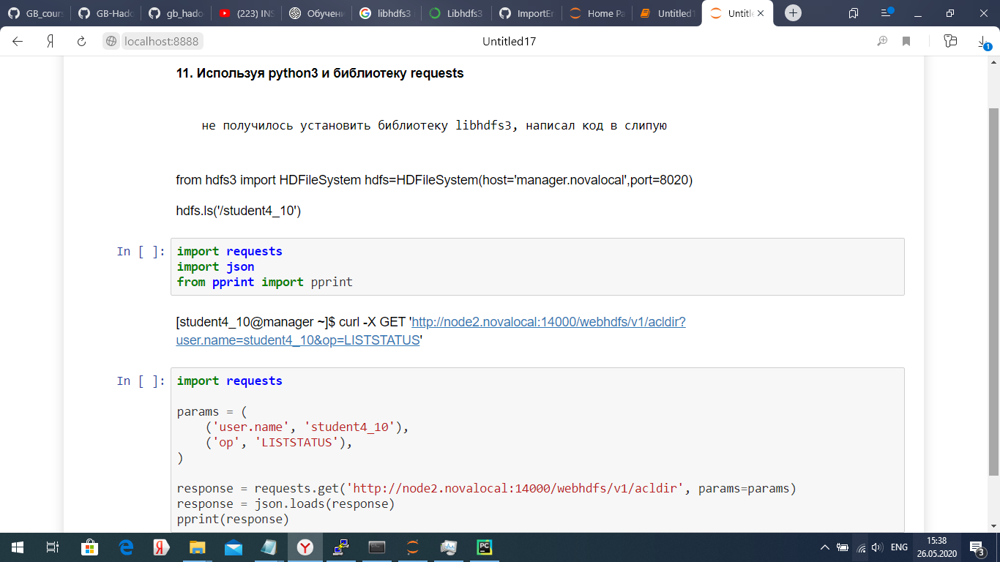 GB_cours
GB-Hado
gb_hado
(223) INS
Обучени
libhdfs3
Libhdfs3
ImportEr
Home Pa
Untitled1
Untitle
localhost:8888
Untitled17
1
11. Используя python3 и библиотеку requests
не получилось установить библиотеку libhdfs3, написал код в слипую
from hdfs3 import HDFileSystem hdfs=HDFileSystem(host='manager.novalocal',port=8020)
hdfs.ls('/student4_10')
In [ ]:
import requests
import json
from pprint import pprint
[student4_10@manager ~]$ curl -X GET 'http://node2.novalocal:14000/webhdfs/v1/acldir?
user.name=student4_10&op=LISTSTATUS'
In [ ]:
import requests
params = (
('user.name', 'student4_10'),
('op', 'LISTSTATUS'),
)
response = requests.get('http://node2.novalocal:14000/webhdfs/v1/acldir', params=params)
response = json.loads(response)
pprint(response)
ENG
15:38
26.05.2020
3